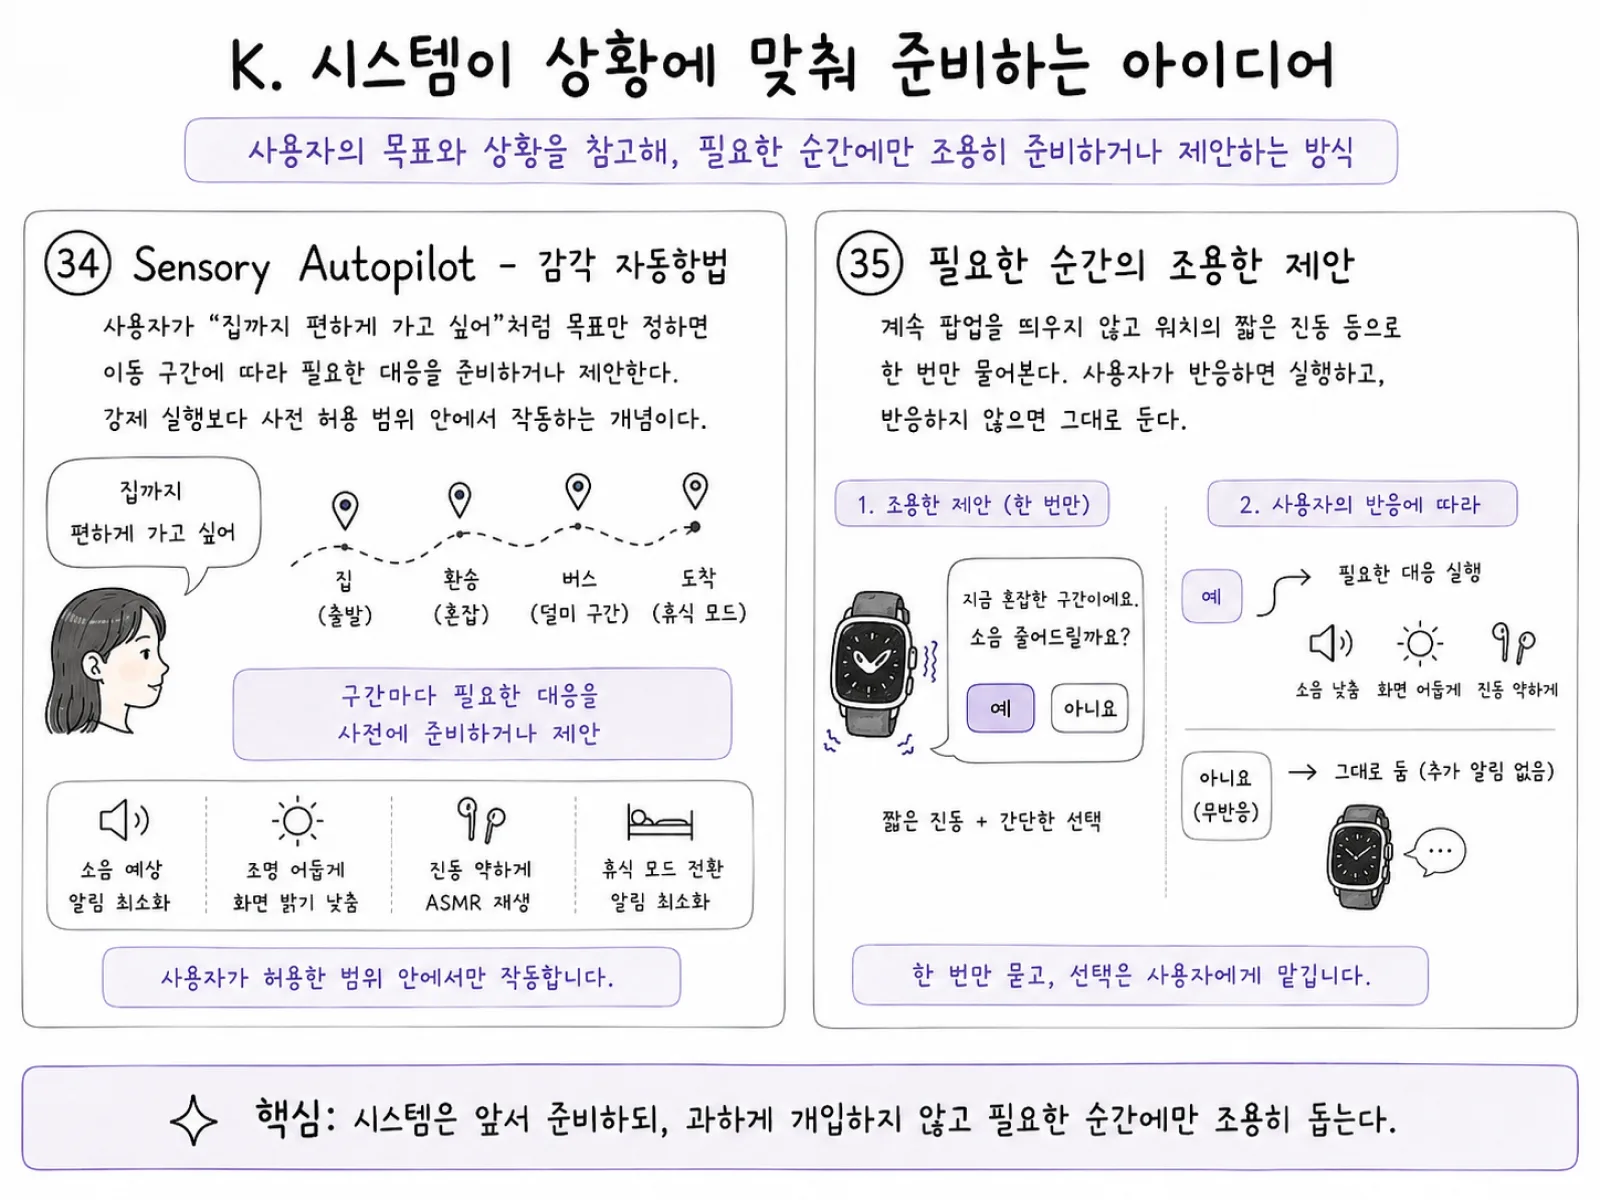 K. 시스템이 상황에 맞춰 준비하는 아이디어
사용자의 목표와 상황을 참고해, 필요한 순간에만 조용히 준비하거나 제안하는 방식
34 Sensory Autopilot - 감각 자동항법
사용자가 “집까지 편하게 가고 싶어”처럼 목표만 정하면
이동 구간에 따라 필요한 대응을 준비하거나 제안한다.
강제 실행보다 사전 허용 범위 안에서 작동하는 개념이다.
집까지
편하게 가고 싶어
집
(출발)
환송
(혼잡)
버스
(덜미 구간)
도착
(휴식 모드)
구간마다 필요한 대응을
사전에 준비하거나 제안
소음 예상
알림 최소화
조명 어둡게
화면 밝기 낮춤
진동 약하게
ASMR 재생
휴식 모드 전환
알림 최소화
사용자가 허용한 범위 안에서만 작동합니다.
35 필요한 순간의 조용한 제안
계속 팝업을 띄우지 않고 워치의 짧은 진동 등으로
한 번만 물어본다. 사용자가 반응하면 실행하고,
반응하지 않으면 그대로 둔다.
1. 조용한 제안 (한 번만)
지금 혼잡한 구간이에요.
소음 줄어드릴까요?
예
아니요
짧은 진동 + 간단한 선택
2. 사용자의 반응에 따라
예
필요한 대응 실행
소음 낮춤
화면 어둡게
진동 약하게
아니요
(무반응)
그대로 둠 (추가 알림 없음)
한 번만 묻고, 선택은 사용자에게 맡깁니다.
핵심: 시스템은 앞서 준비하되, 과하게 개입하지 않고 필요한 순간에만 조용히 돕는다.